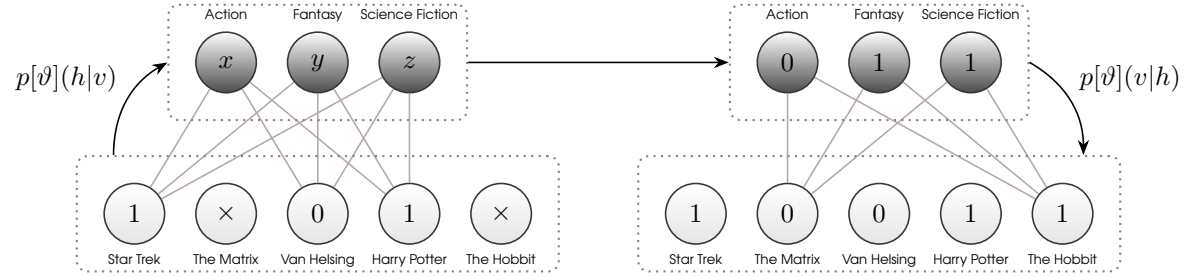 Action Fantasy Science Fiction
x y z
p[ϑ](h|v)
1 × 0 1 ×
Star Trek The Matrix Van Helsing Harry Potter The Hobbit
Action Fantasy Science Fiction
0 1 1
p[ϑ](v|h)
1 0 0 1 1
Star Trek The Matrix Van Helsing Harry Potter The Hobbit